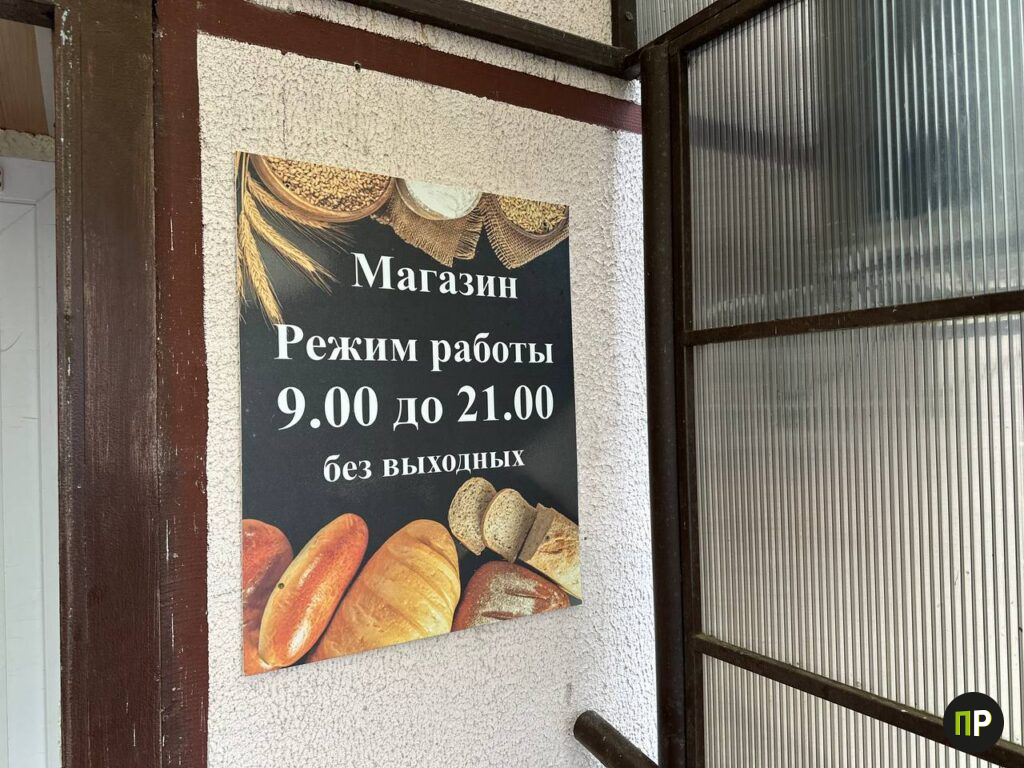 Магазин
Режим работы
9.00 до 21.00
без выходных
ПР